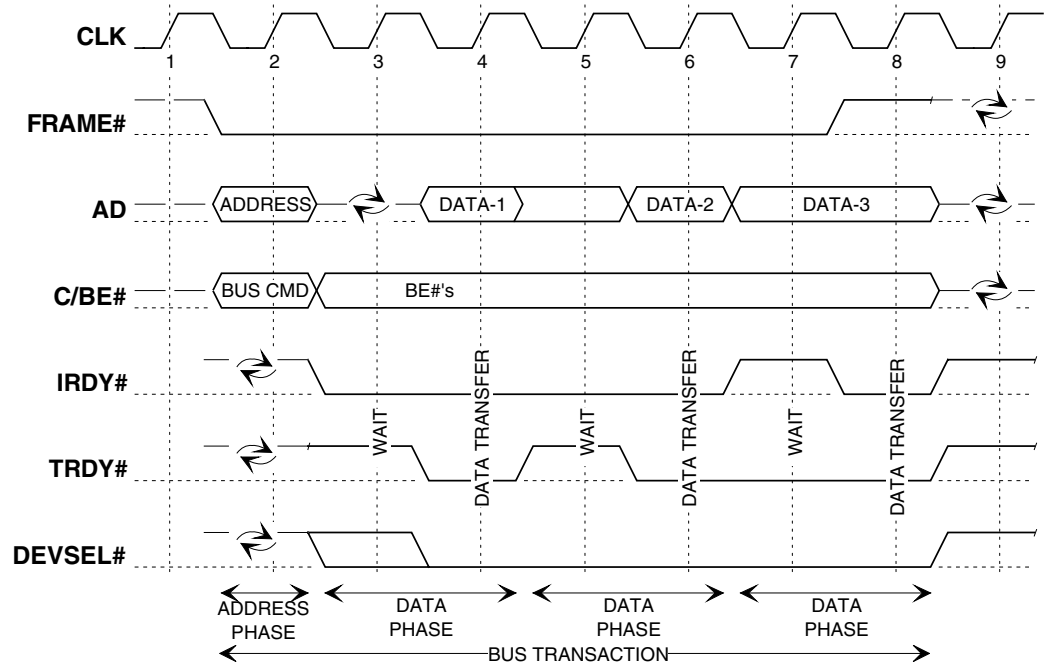 CLK
1 2 3 4 5 6 7 8 9
FRAME#
AD
ADDRESS DATA-1 DATA-2 DATA-3
C/BE#
BUS CMD BE#'s
IRDY#
WAIT
DATA TRANSFER
WAIT
DATA TRANSFER
WAIT
DATA TRANSFER
TRDY#
DEVSEL#
ADDRESS
PHASE
DATA
PHASE
DATA
PHASE
DATA
PHASE
BUS TRANSACTION